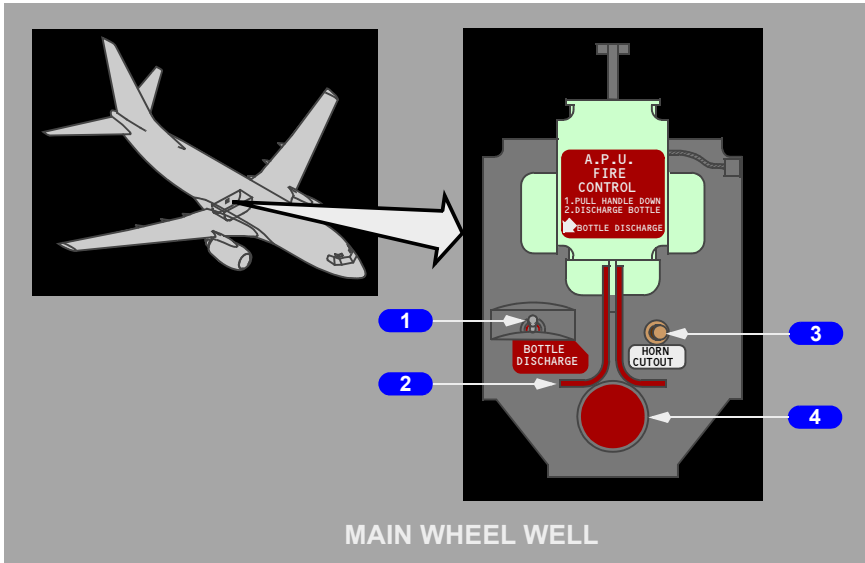 A.P.U.
FIRE
CONTROL
1.PULL HANDLE DOWN
2.DISCHARGE BOTTLE
BOTTLE DISCHARGE
1
3
BOTTLE
DISCHARGE
HORN
CUTOUT
2
4
MAIN WHEEL WELL